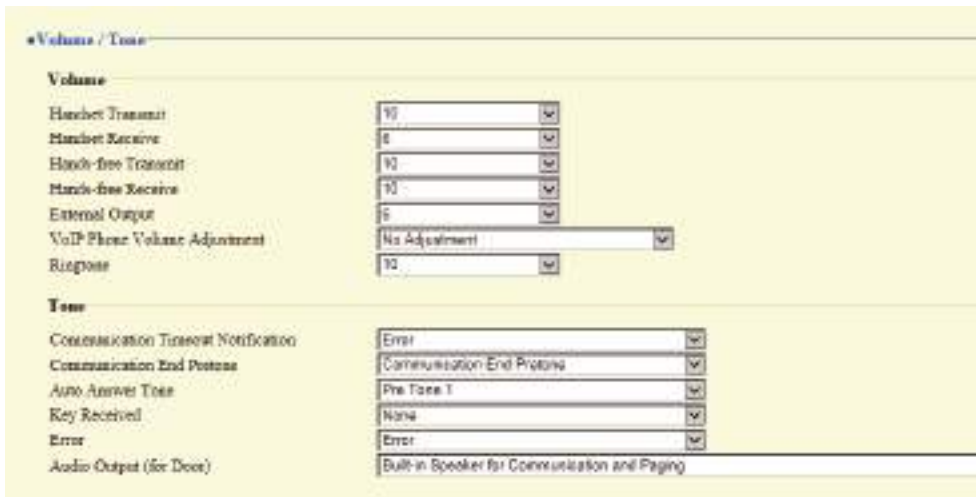 Volume / Tone
Volume
Handset Transmit 10
Handset Receive 6
Hands-free Transmit 10
Hands-free Receive 10
External Output 6
VoIP Phone Volume Adjustment No Adjustment
Ringtone 10
Tone
Communication Timeout Notification Error
Communication End Pretone Communication End Pretone
Auto Answer Tone Pre Tone 1
Key Received None
Error Error
Audio Output (for Door) Built-in Speaker for Communication and Paging